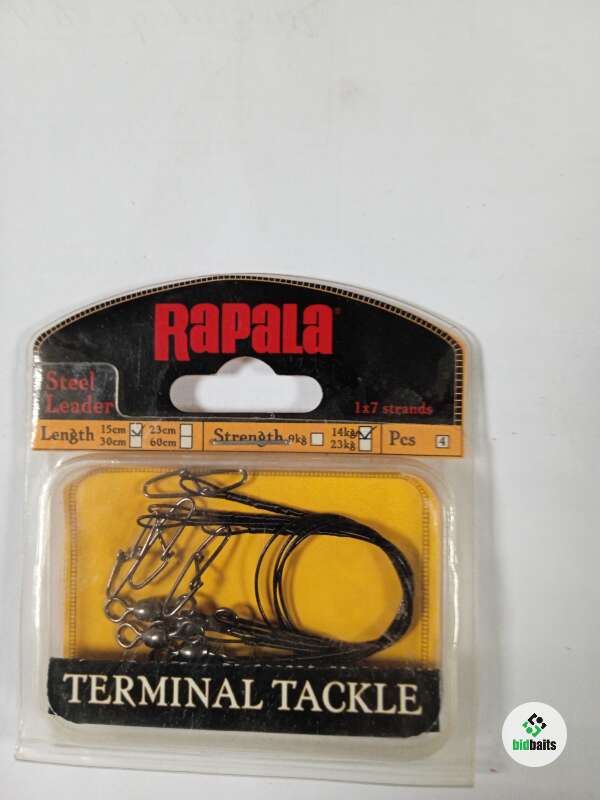 RAPALA®
Steel
Leader
1x7 strands
Length 15cm 23cm Strength 9kg 14kg Pcs 4
30cm 60cm 23kg
TERMINAL TACKLE
bidbaits